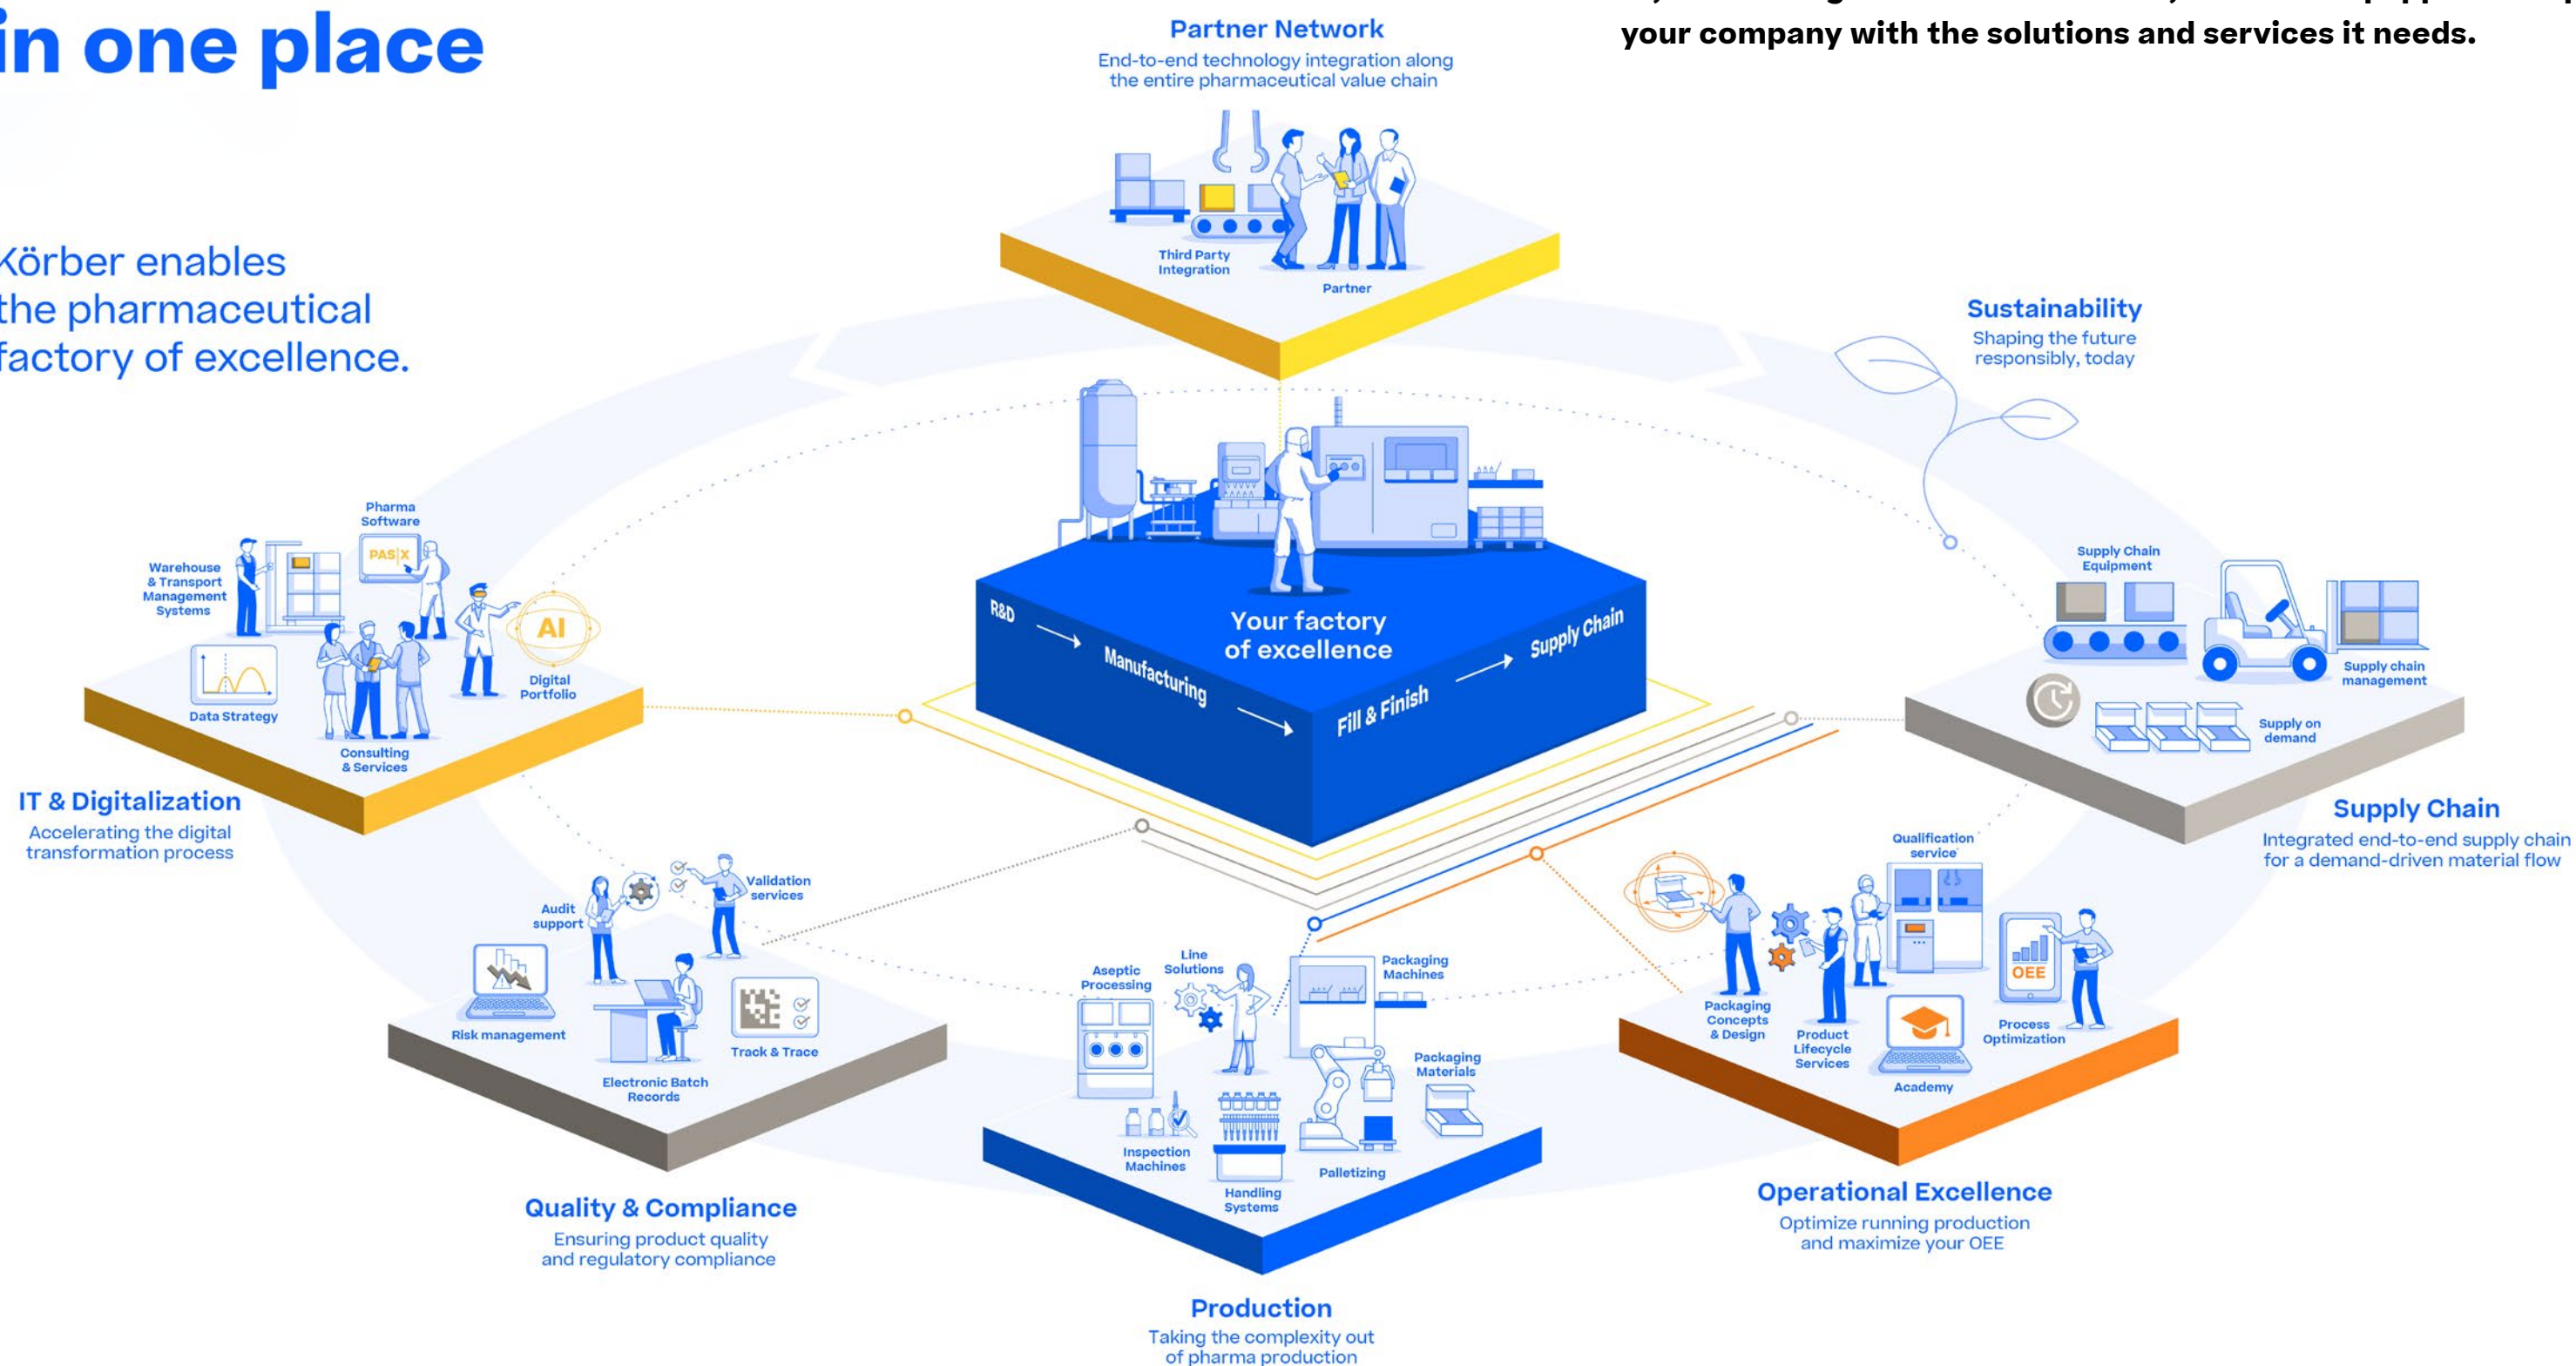 in one place
your company with the solutions and services it needs.
Körber enables
the pharmaceutical
factory of excellence.
Partner Network
End-to-end technology integration along
the entire pharmaceutical value chain
Third Party
Integration
Partner
Sustainability
Shaping the future
responsibly, today
Your factory
of excellence
R&D
Manufacturing
Fill & Finish
Supply Chain
Pharma
Software
PAS|X
Warehouse
& Transport
Management
Systems
AI
Digital
Portfolio
Data Strategy
Consulting
& Services
IT & Digitalization
Accelerating the digital
transformation process
Supply Chain
Equipment
Supply chain
management
Supply on
demand
Supply Chain
Integrated end-to-end supply chain
for a demand-driven material flow
Validation
services
Audit
support
Risk management
Track & Trace
Electronic Batch
Records
Quality & Compliance
Ensuring product quality
and regulatory compliance
Line
Solutions
Aseptic
Processing
Packaging
Machines
Packaging
Materials
Inspection
Machines
Palletizing
Handling
Systems
Production
Taking the complexity out
of pharma production
Qualification
service
OEE
Packaging
Concepts
& Design
Product
Lifecycle
Services
Process
Optimization
Academy
Operational Excellence
Optimize running production
and maximize your OEE